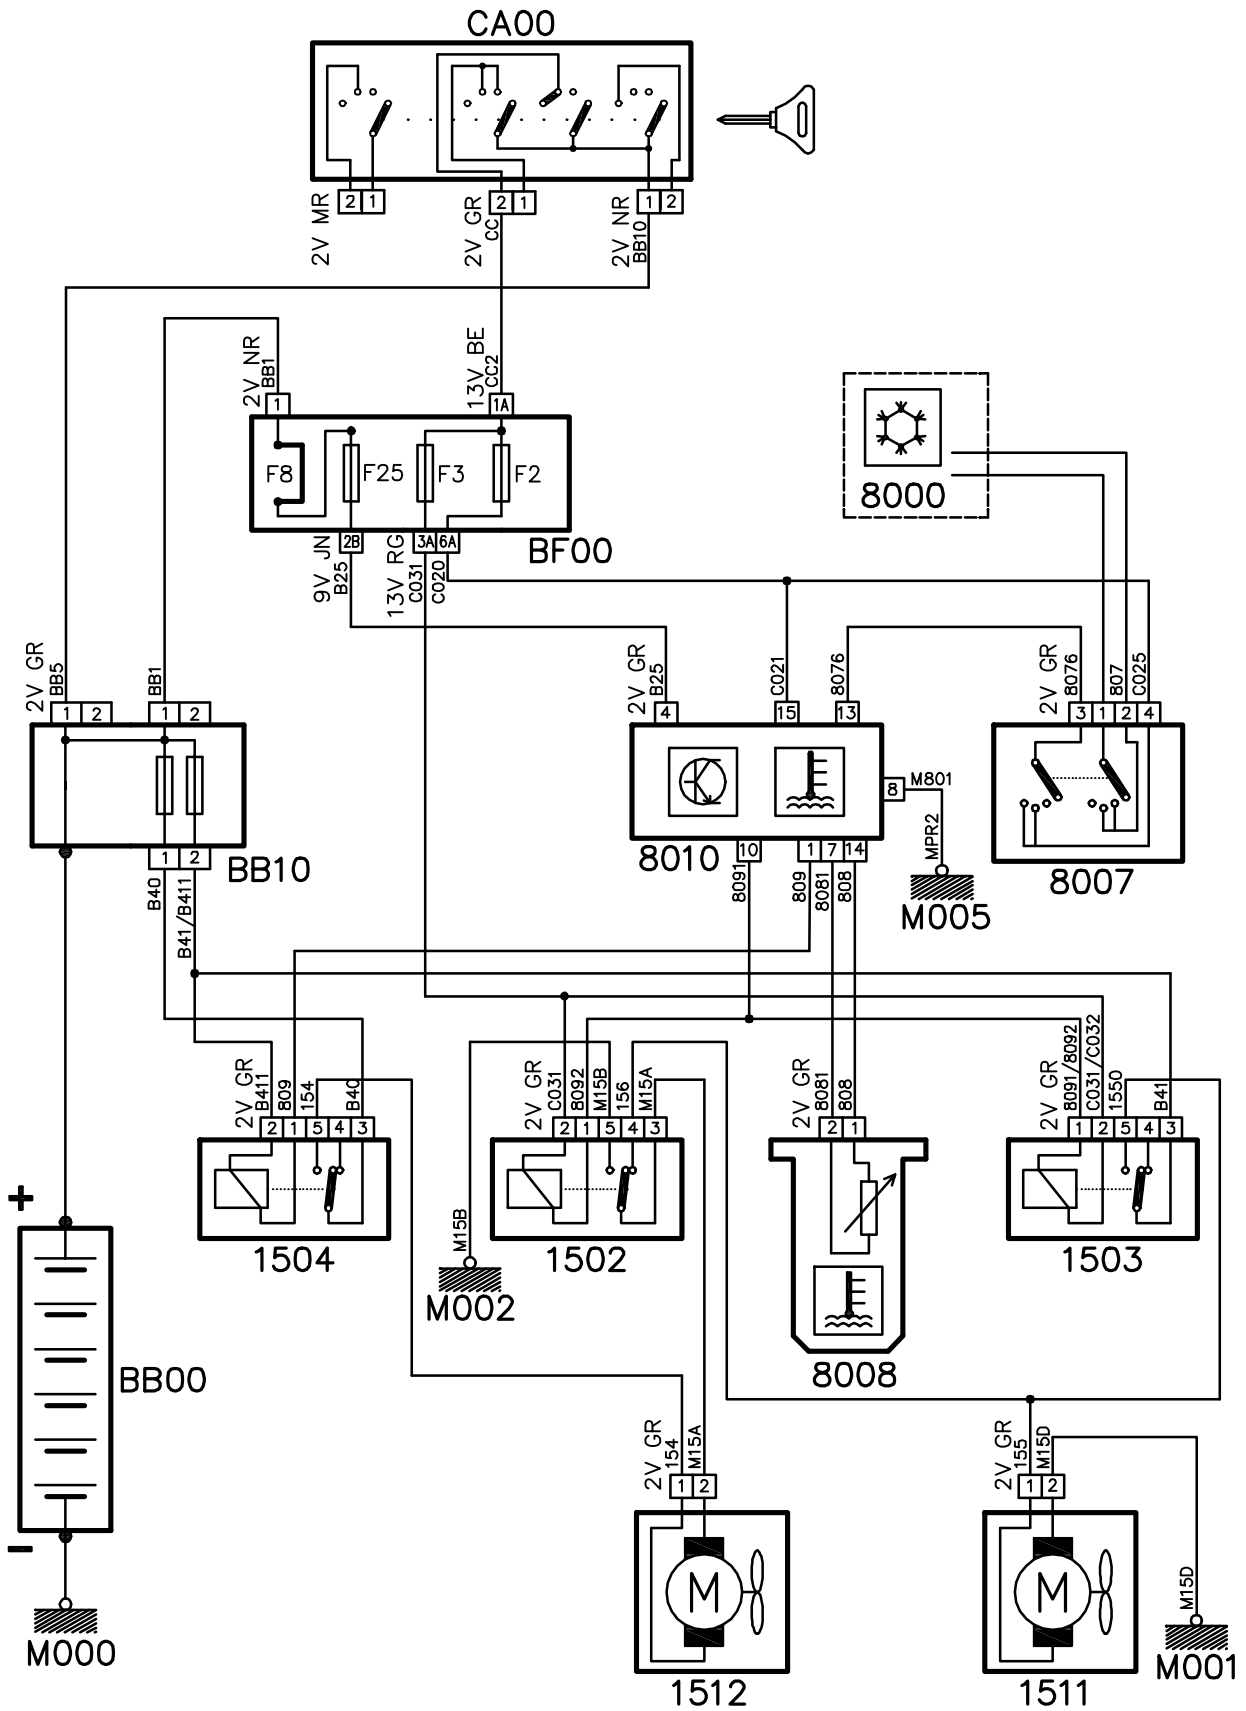 CA00
2 1
2 1
1 2
2V MR
2V GR
CC
2V NR
BB10
2V NR
BB1
13V BE
CC2
1
1A
F8
F25
F3
F2
8000
2B
3A 6A
BF00
9V JN
B25
13V RG
C031
C020
2V GR
BB5
BB1
2V GR
B25
C021
8076
2V GR
8076
807
C025
1 2
1 2
4
15
13
3 1 2 4
8
M801
MPR2
1 2
BB10
8010
10
1 7 14
8007
B40
B41/B411
8091
809
8081
808
M005
2V GR
B411
809
154
B40
2V GR
C031
8092
M15B
156
M15A
2V GR
8081
808
2V GR
8091/8092
C031/C032
1550
B41
2 1 5 4 3
2 1 5 4 3
2 1
1 2 5 4 3
+
1504
M15B
1502
1503
M002
BB00
8008
2V GR
154
M15A
2V GR
155
M15D
1 2
1 2
–
M
M
M15D
M000
1512
1511
M001